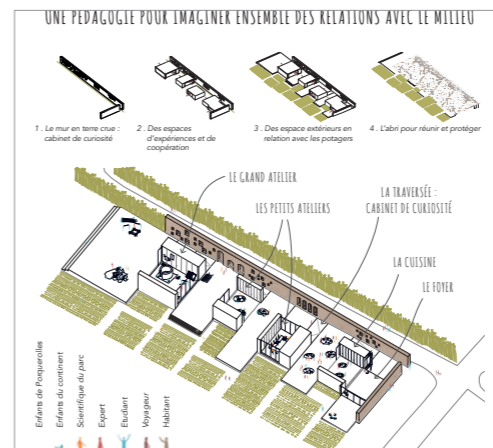 UNE PEDAGOGIE POUR IMAGINER ENSEMBLE DES RELATIONS AVEC LE MILIEU
1 . Le mur en terre crue :
cabinet de curiosité
2 . Des espaces
d'expériences et de
coopération
3 . Des espace extérieurs en
relation avec les potagers
4 . L'abri pour réunir et protéger
LE GRAND ATELIER
LES PETITS ATELIERS
LA TRAVERSÉE :
CABINET DE CURIOSITÉ
LA CUISINE
LE FOYER
Enfants de Porquerolles
Enfants du continent
Scientifique du parc
Expert
Etudiant
Voyageur
Habitant